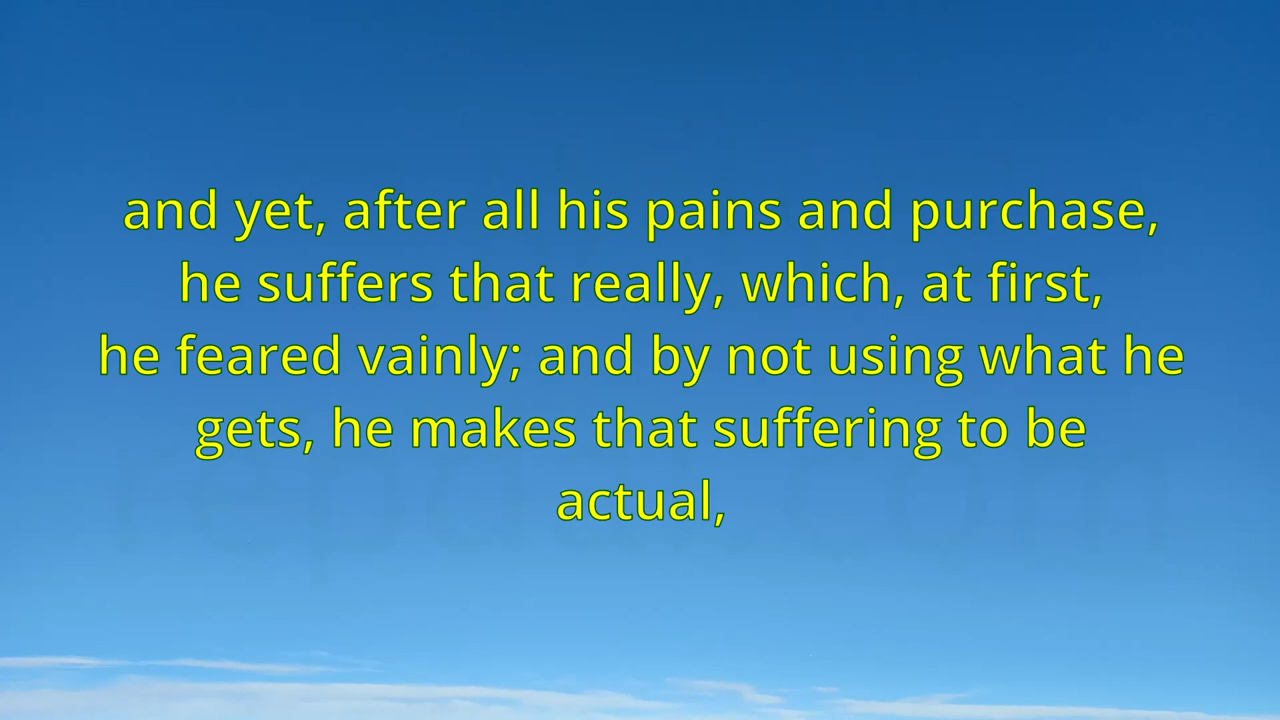 and yet, after all his pains and purchase,
he suffers that really, which, at first,
he feared vainly; and by not using what he
gets, he makes that suffering to be
actual,